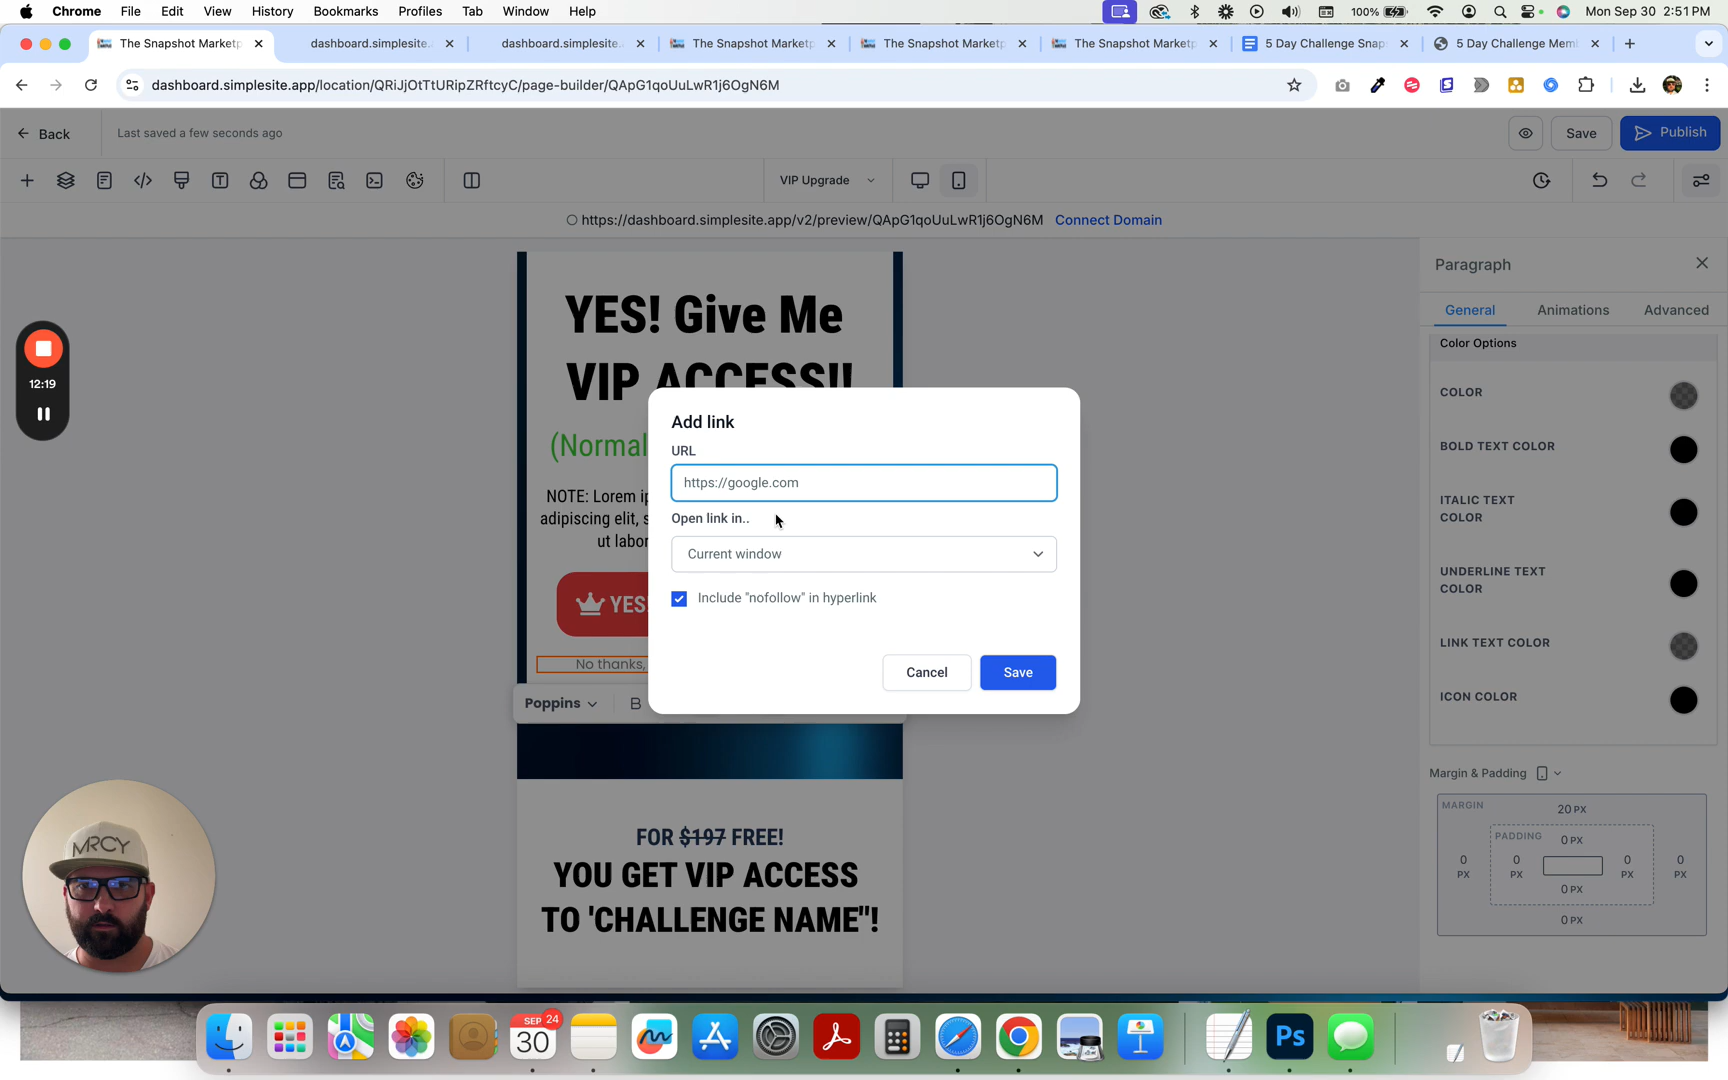 Chrome File Edit View History Bookmarks Profiles Tab Window Help 100% Mon Sep 30 2:51 PM
The Snapshot Marketp dashboard.simplesite. dashboard.simplesite. The Snapshot Marketp The Snapshot Marketp The Snapshot Marketp 5 Day Challenge Snap 5 Day Challenge Mem
dashboard.simplesite.app/location/QRiJjOtTtURipZRftcyC/page-builder/QApG1qoUuLwR1j6OgN6M
Back Last saved a few seconds ago Save Publish
VIP Upgrade
https://dashboard.simplesite.app/v2/preview/QApG1qoUuLwR1j6OgN6M Connect Domain
Paragraph
General Animations Advanced
Color Options
COLOR
BOLD TEXT COLOR
ITALIC TEXT
COLOR
UNDERLINE TEXT
COLOR
LINK TEXT COLOR
ICON COLOR
Margin & Padding
MARGIN
20 PX
PADDING
0 PX
0
PX
0
PX
0
PX
0
PX
0 PX
0 PX
12:19
YES! Give Me
VIP ACCESS!!
(Normal
NOTE: Lorem ip
adipiscing elit, s
ut labor
YES!
No thanks,
Poppins B
Add link
URL
https://google.com
Open link in..
Current window
Include "nofollow" in hyperlink
Cancel Save
FOR $197 FREE!
YOU GET VIP ACCESS
TO 'CHALLENGE NAME"!
MRCY
SEP 24
30
Ps